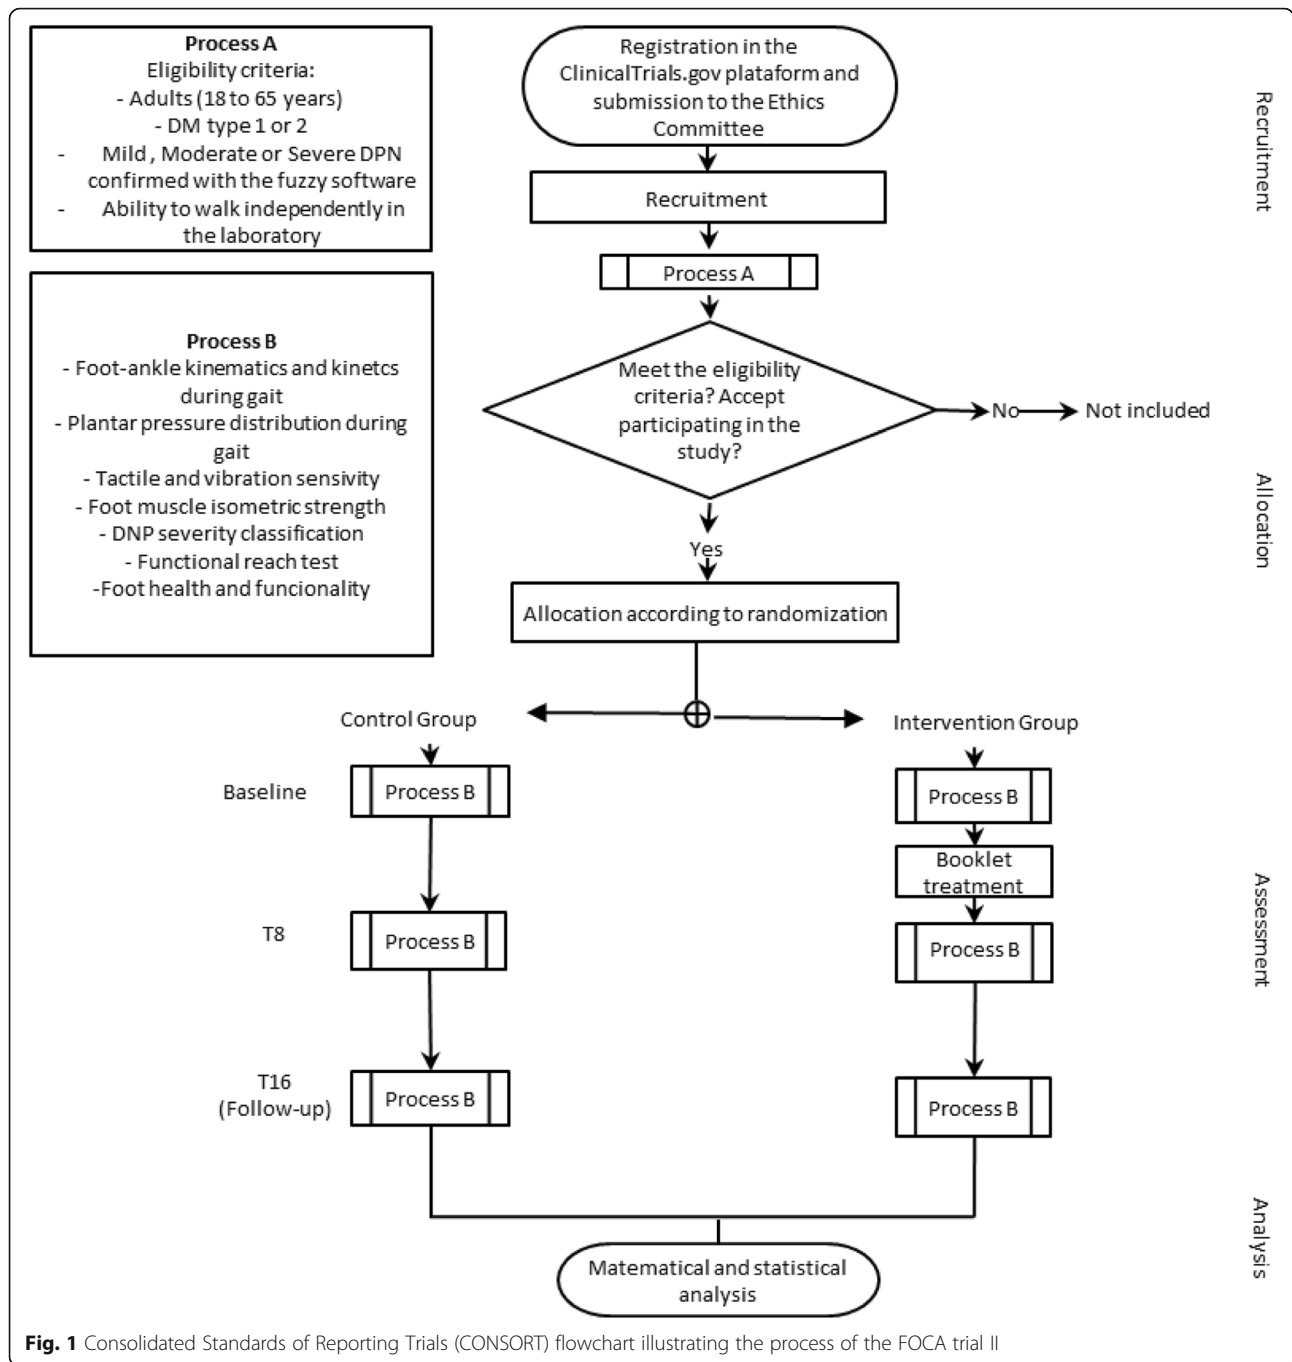 Process A
Eligibility criteria:
- Adults (18 to 65 years)
- DM type 1 or 2
- Mild , Moderate or Severe DPN
confirmed with the fuzzy software
- Ability to walk independently in
the laboratory
Process B
- Foot-ankle kinematics and kinetcs
during gait
- Plantar pressure distribution during
gait
- Tactile and vibration sensivity
- Foot muscle isometric strength
- DNP severity classification
- Functional reach test
-Foot health and funcionality
Registration in the
ClinicalTrials.gov plataform and
submission to the Ethics
Committee
Recruitment
Process A
Meet the eligibility
criteria? Accept
participating in the
study?
No
Not included
Yes
Allocation according to randomization
Control Group
Intervention Group
Baseline
Process B
Process B
Booklet
treatment
T8
Process B
Process B
T16
(Follow-up)
Process B
Process B
Matematical and statistical
analysis
Recruitment
Allocation
Assessment
Analysis
Fig. 1 Consolidated Standards of Reporting Trials (CONSORT) flowchart illustrating the process of the FOCA trial II